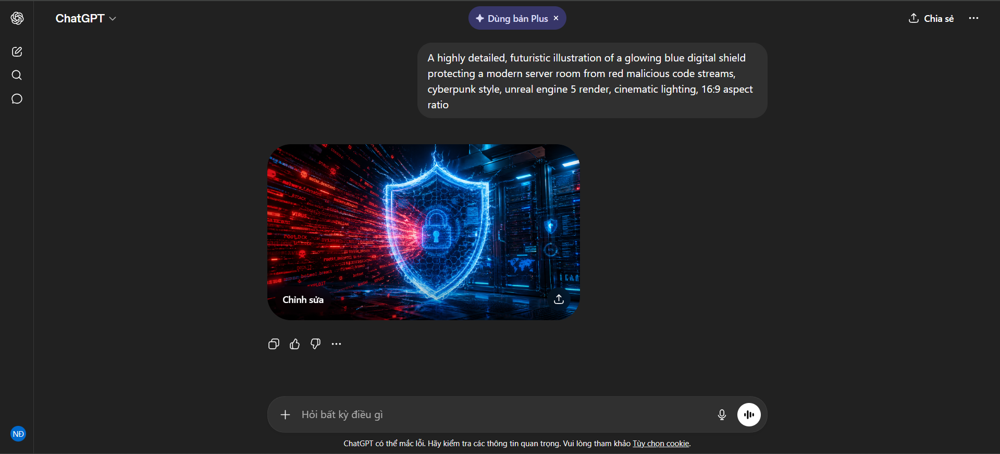 ChatGPT
Dùng bản Plus
Chia sẻ
A highly detailed, futuristic illustration of a glowing blue digital shield
protecting a modern server room from red malicious code streams,
cyberpunk style, unreal engine 5 render, cinematic lighting, 16:9 aspect
ratio
VIRUS
TROJAN
EXPLOIT
Chỉnh sửa
Hỏi bất kỳ điều gì
NĐ
ChatGPT có thể mắc lỗi. Hãy kiểm tra các thông tin quan trọng. Vui lòng tham khảo Tùy chọn cookie.